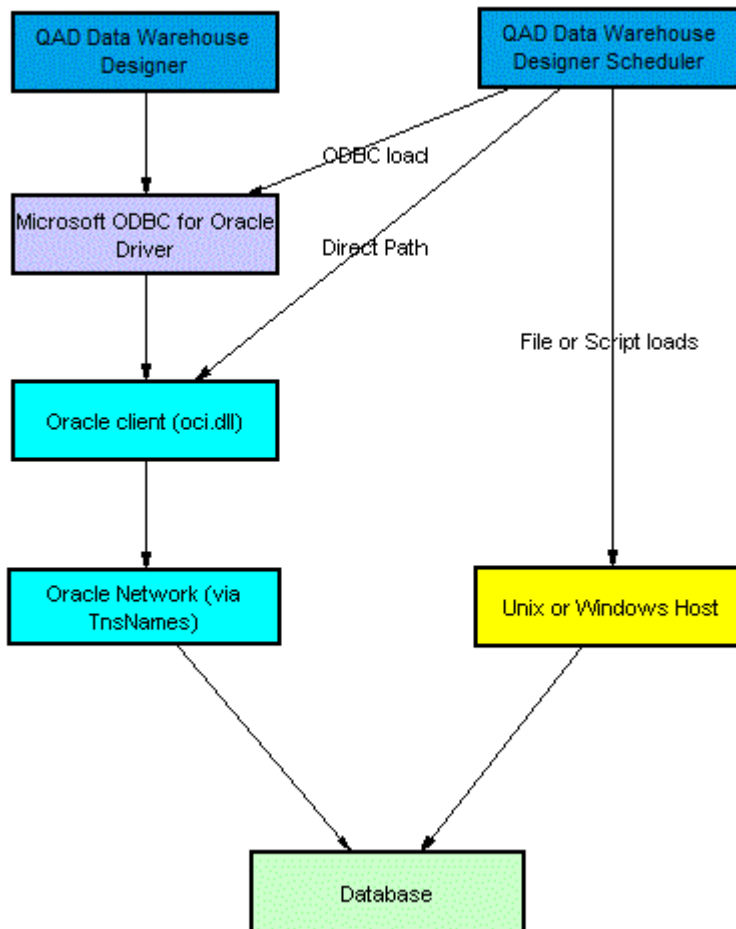 QAD Data Warehouse
Designer
QAD Data Warehouse
Designer Scheduler
ODBC load
Microsoft ODBC for Oracle
Driver
Direct Path
File or Script loads
Oracle client (oci.dll)
Oracle Network (via
TnsNames)
Unix or Windows Host
Database